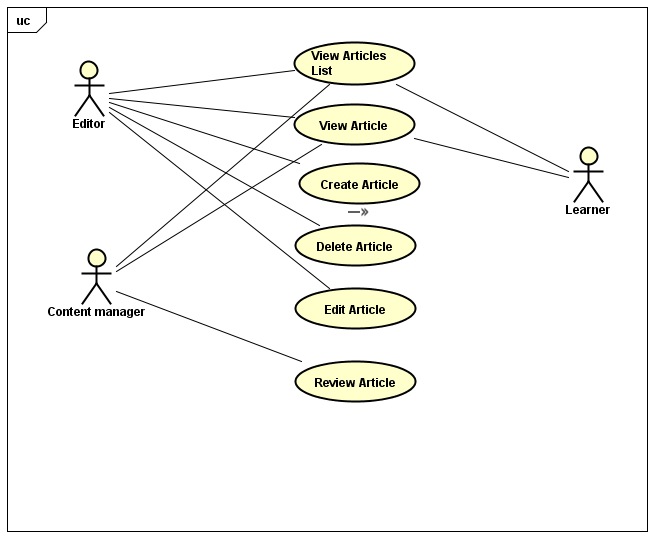 uc
View Articles
List
Editor
View Article
Create Article
Learner
Delete Article
Content manager
Edit Article
Review Article